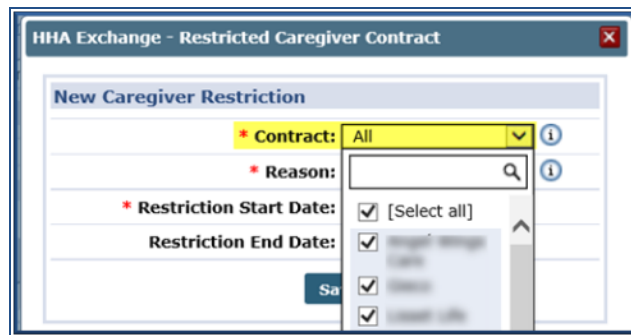 HHA Exchange - Restricted Caregiver Contract
New Caregiver Restriction
* Contract: All
* Reason:
* Restriction Start Date: [Select all]
Restriction End Date:
Sa